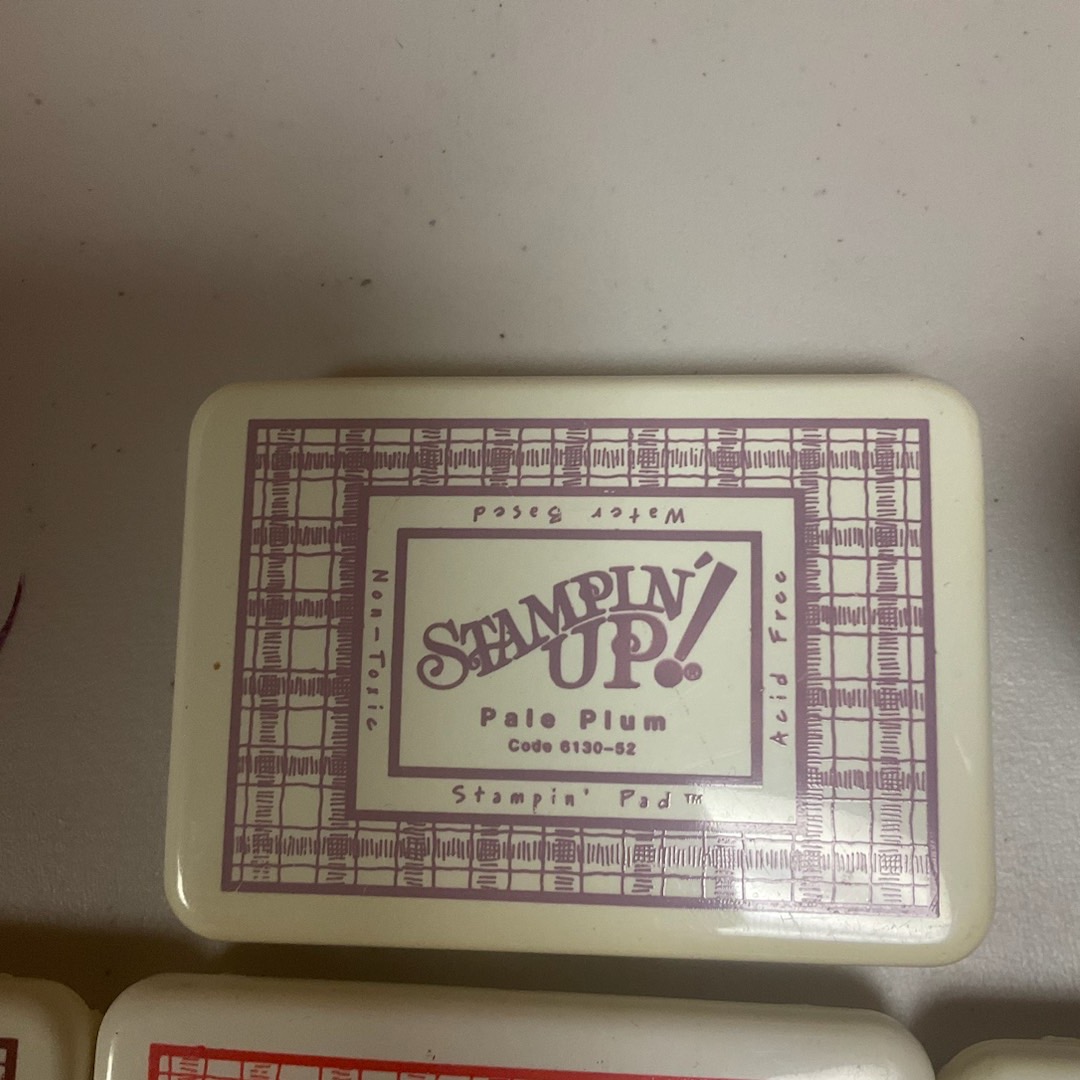 Water Based
Non-Toxic
STAMPIN'
UP!®
Pale Plum
Code 6130-52
Acid Free
Stampin' Pad™